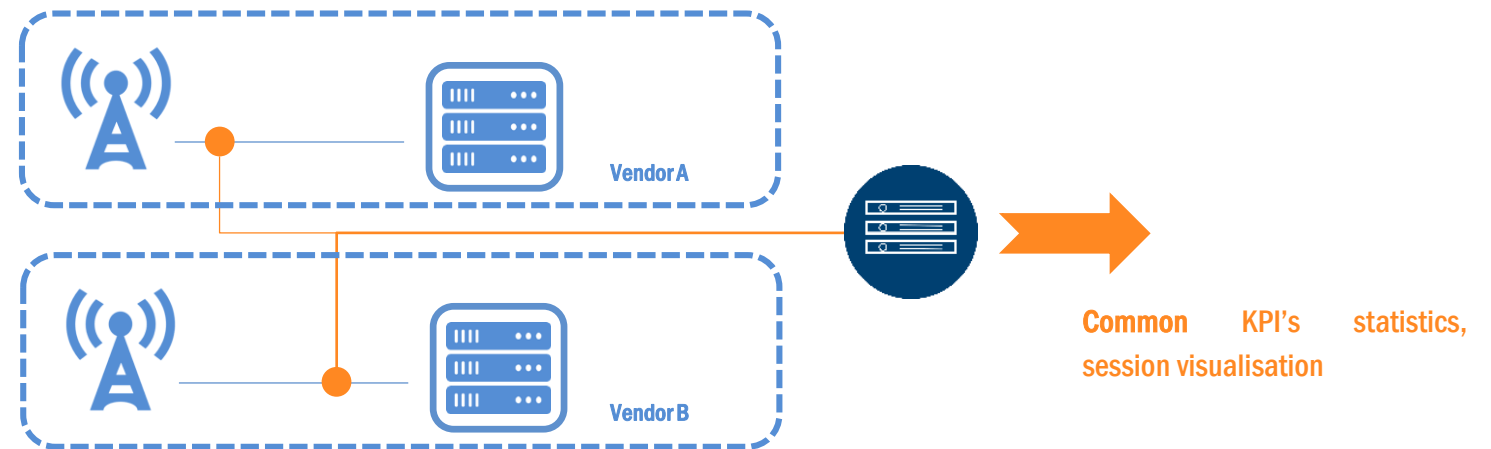 Vendor A
Vendor B
Common KPI’s statistics,
session visualisation